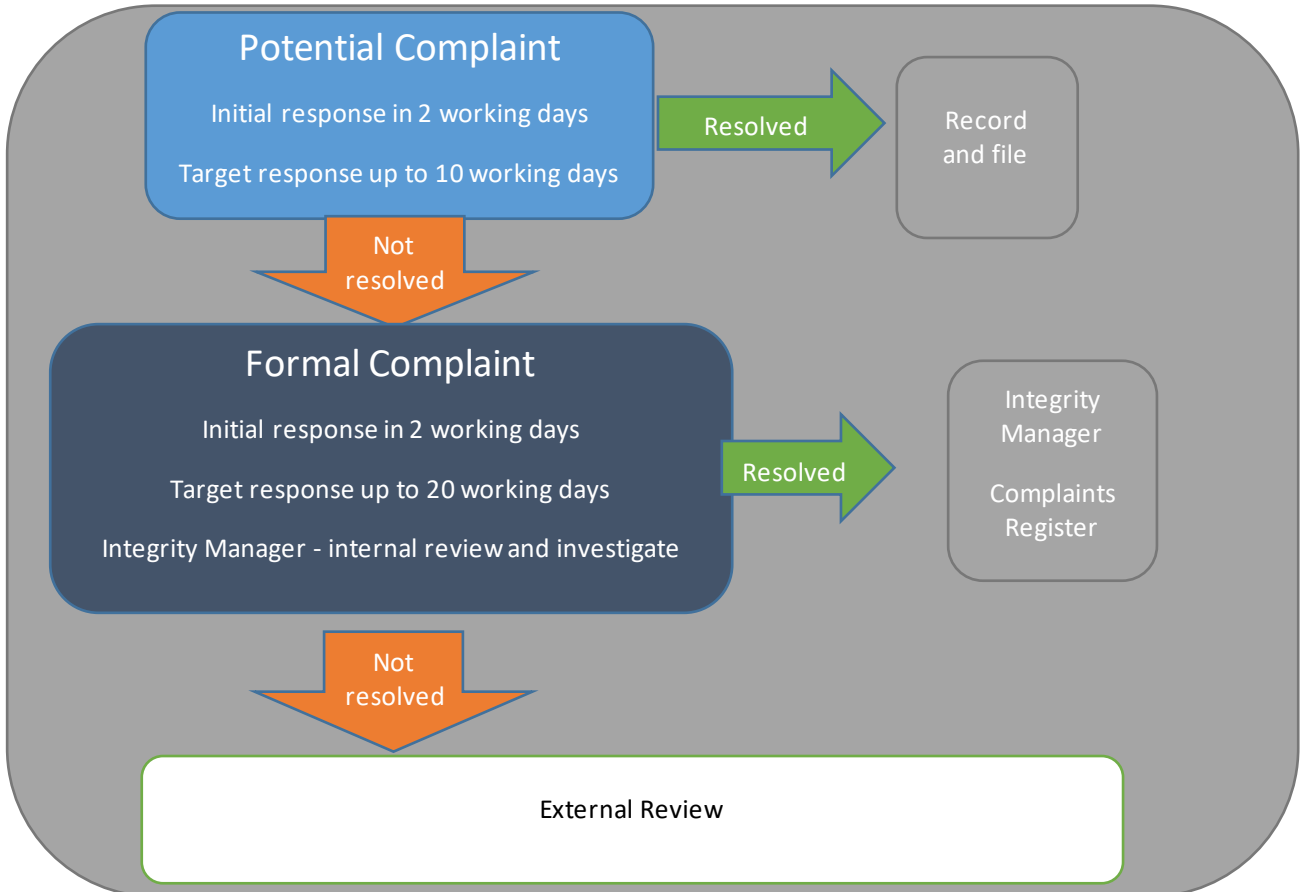 Potential Complaint
Initial response in 2 working days
Target response up to 10 working days
Resolved
Record
and file
Not
resolved
Formal Complaint
Initial response in 2 working days
Target response up to 20 working days
Integrity Manager - internal review and investigate
Resolved
Integrity
Manager
Complaints
Register
Not
resolved
External Review